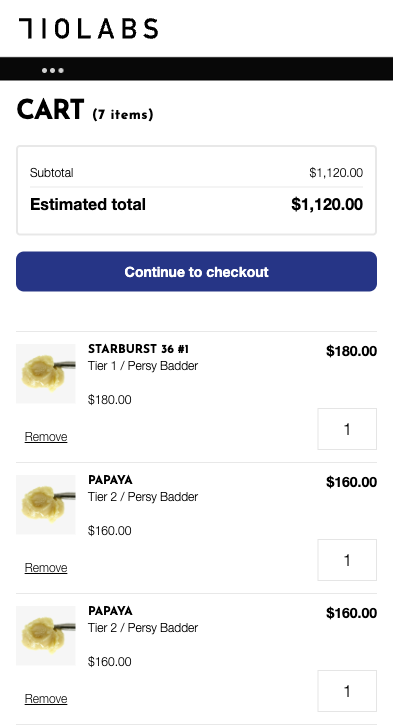 710LABS
CART (7 items)
Subtotal $1,120.00
Estimated total $1,120.00
Continue to checkout
STARBURST 36 #1 $180.00
Tier 1 / Persy Badder
$180.00
1
Remove
PAPAYA $160.00
Tier 2 / Persy Badder
$160.00
1
Remove
PAPAYA $160.00
Tier 2 / Persy Badder
$160.00
1
Remove